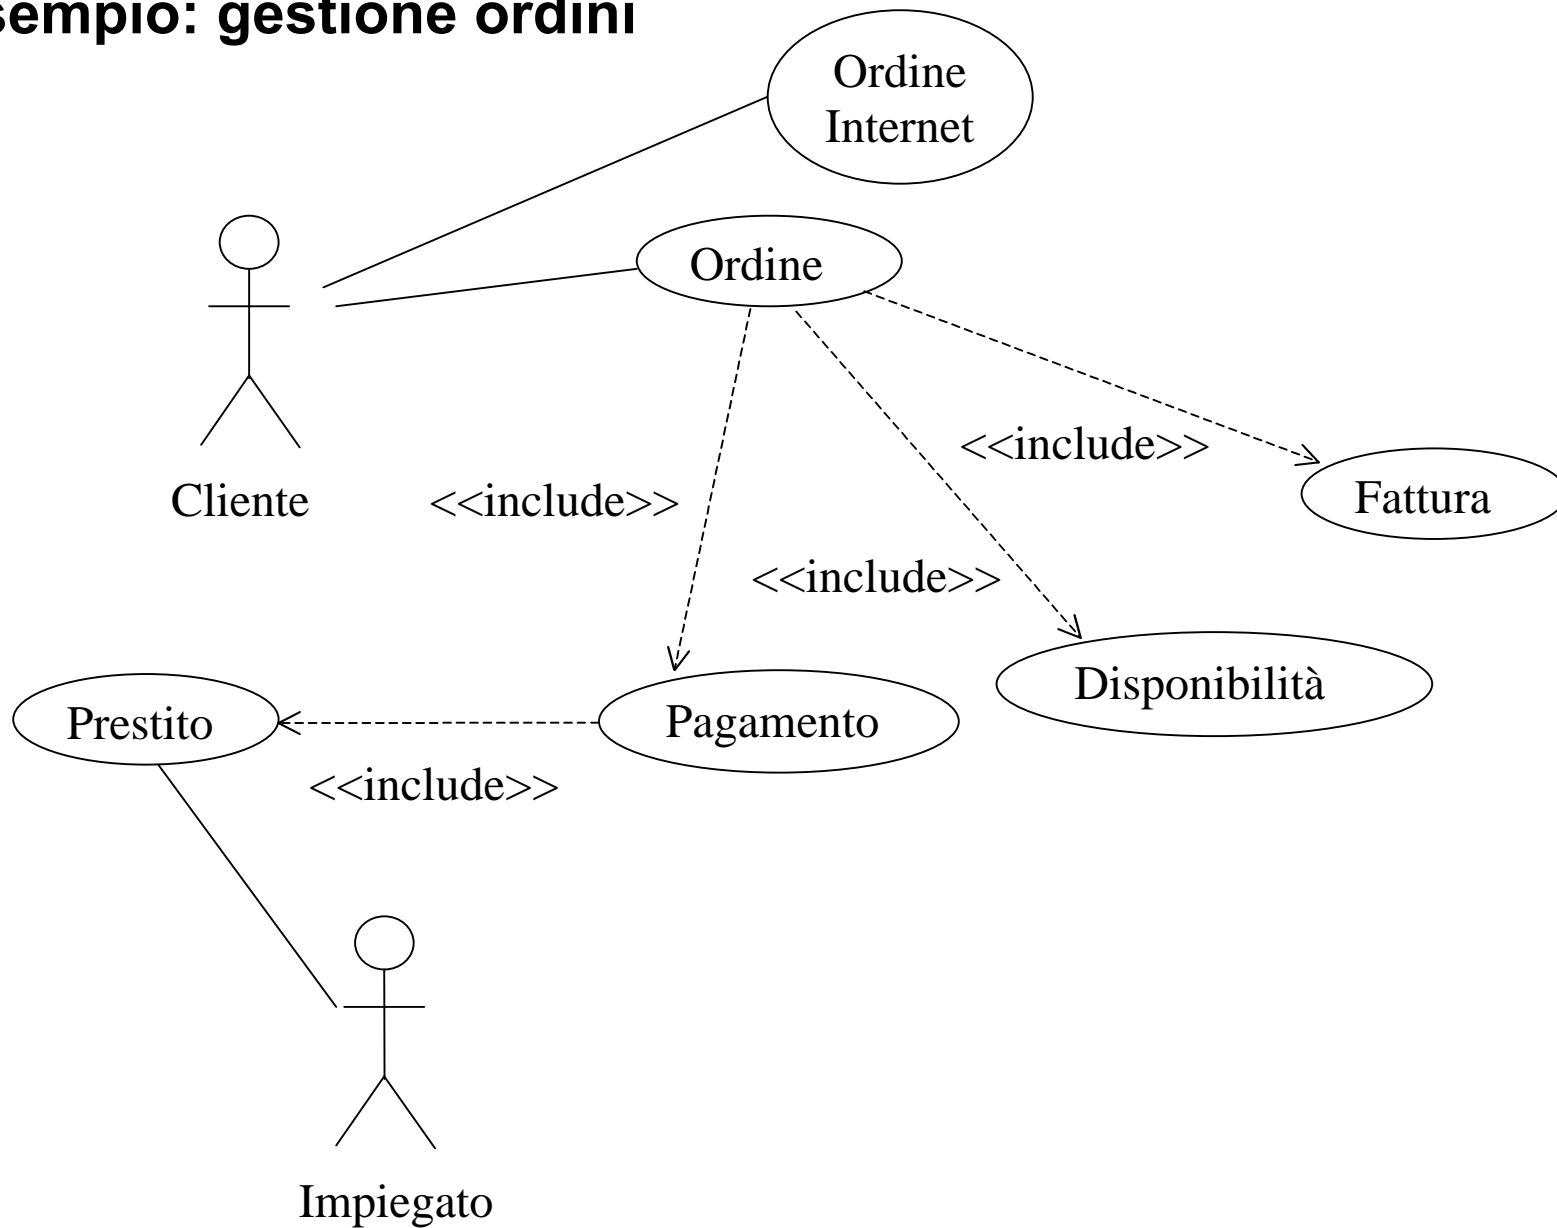 sempio: gestione ordini
Ordine
Internet
Ordine
<<include>>
Fattura
Cliente
<<include>>
<<include>>
Disponibilità
Prestito
Pagamento
<<include>>
Impiegato